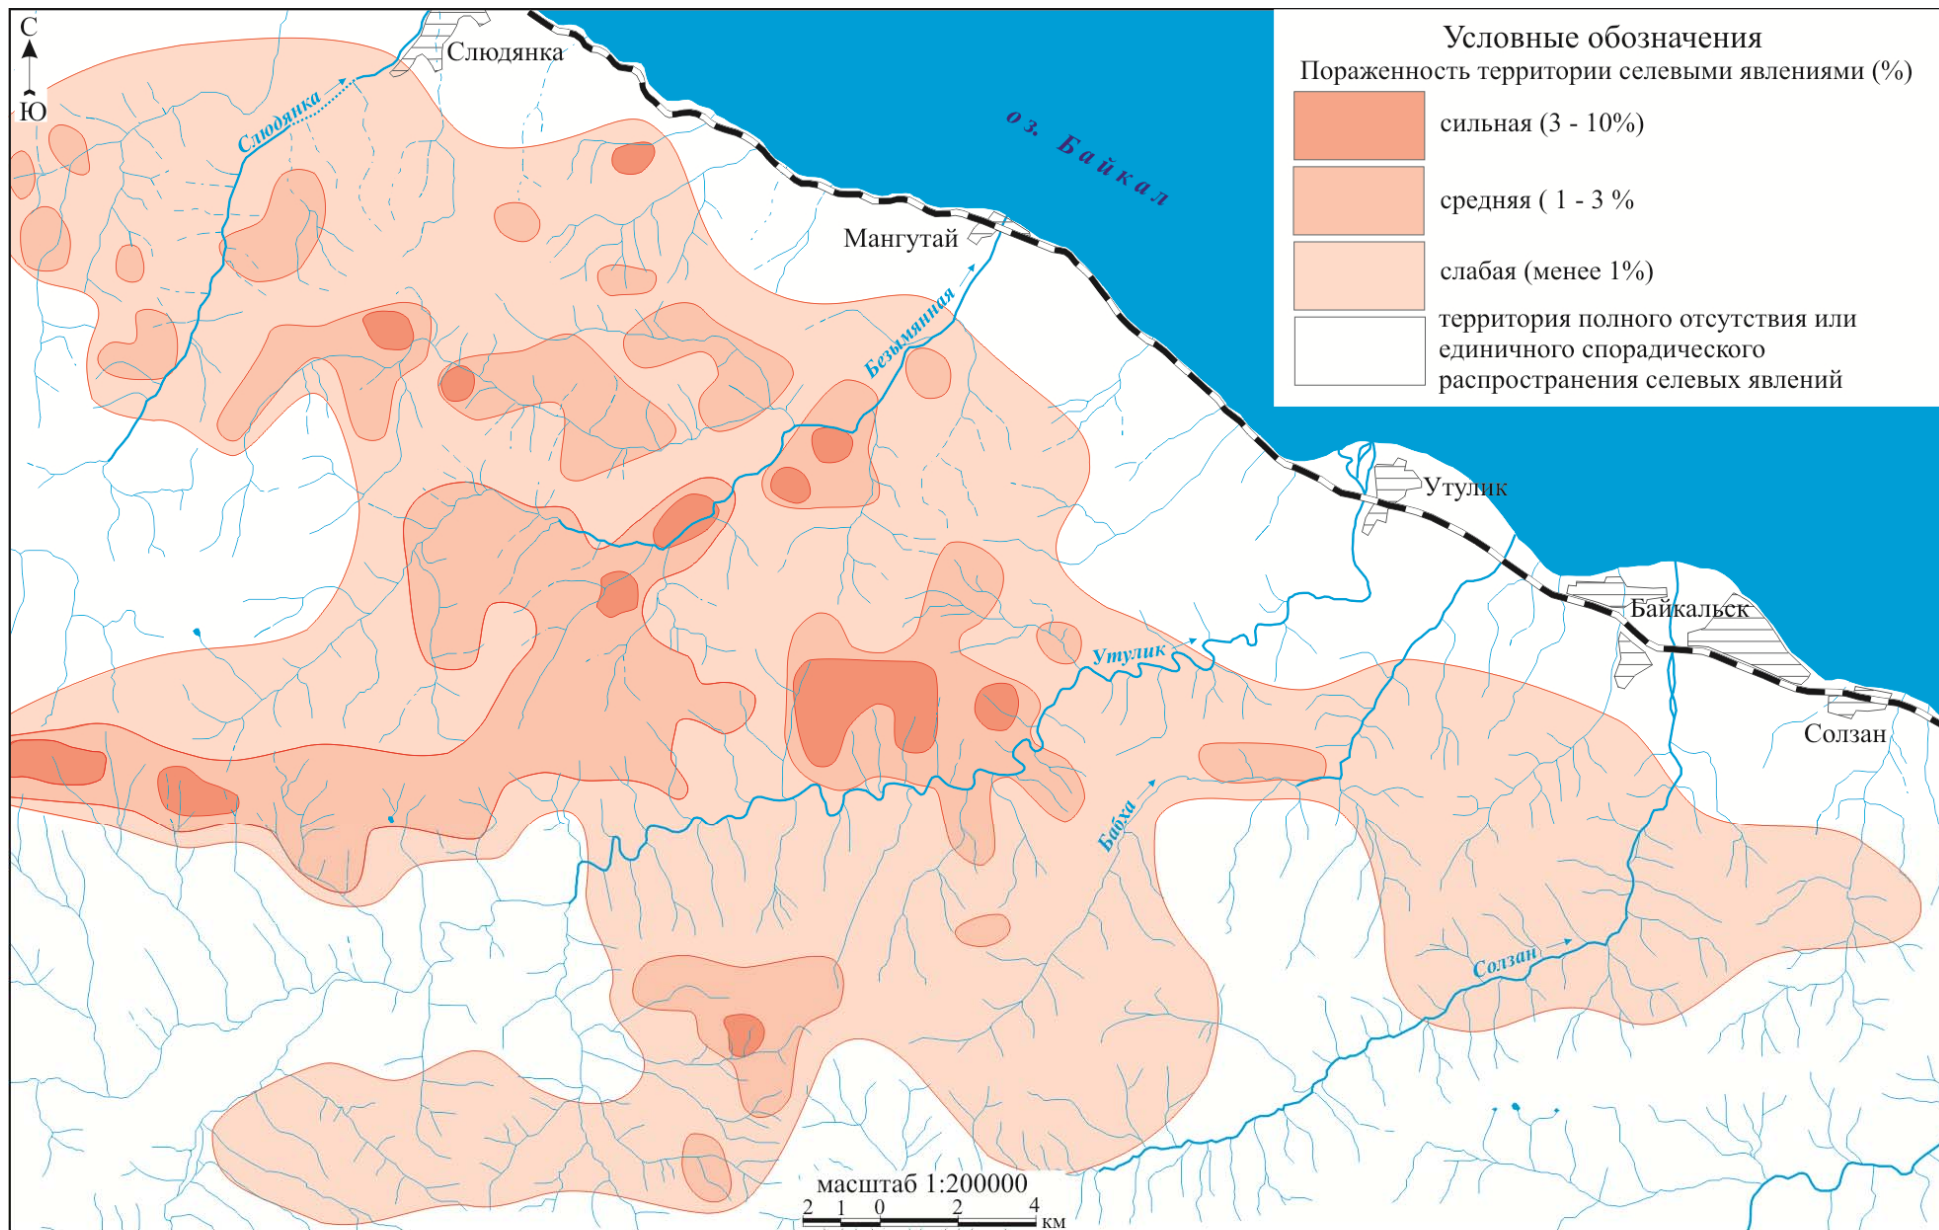 С
Ю
Слюдянка
Слюдянка
оз. Байкал
Мангутай
Безымянная
Утулик
Утулик
Байкальск
Солзан
Бабха
Солзан
Условные обозначения
Пораженность территории селевыми явлениями (%)
сильная (3 - 10%)
средняя ( 1 - 3 %
слабая (менее 1%)
территория полного отсутствия или
единичного спорадического
распространения селевых явлений
масштаб 1:200000
2 1 0 2 4
км